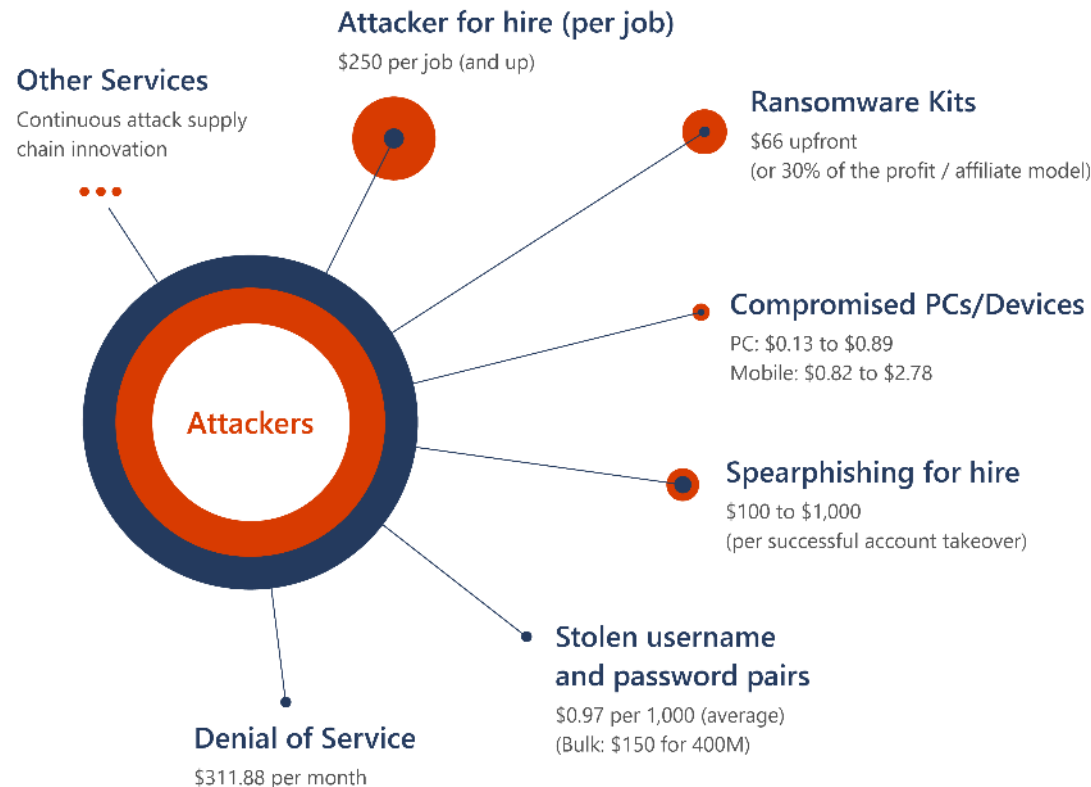 Attacker for hire (per job)
$250 per job (and up)
Other Services
Continuous attack supply
chain innovation
Ransomware Kits
$66 upfront
(or 30% of the profit / affiliate model)
Compromised PCs/Devices
PC: $0.13 to $0.89
Mobile: $0.82 to $2.78
Attackers
Spearphishing for hire
$100 to $1,000
(per successful account takeover)
Stolen username
and password pairs
$0.97 per 1,000 (average)
(Bulk: $150 for 400M)
Denial of Service
$311.88 per month